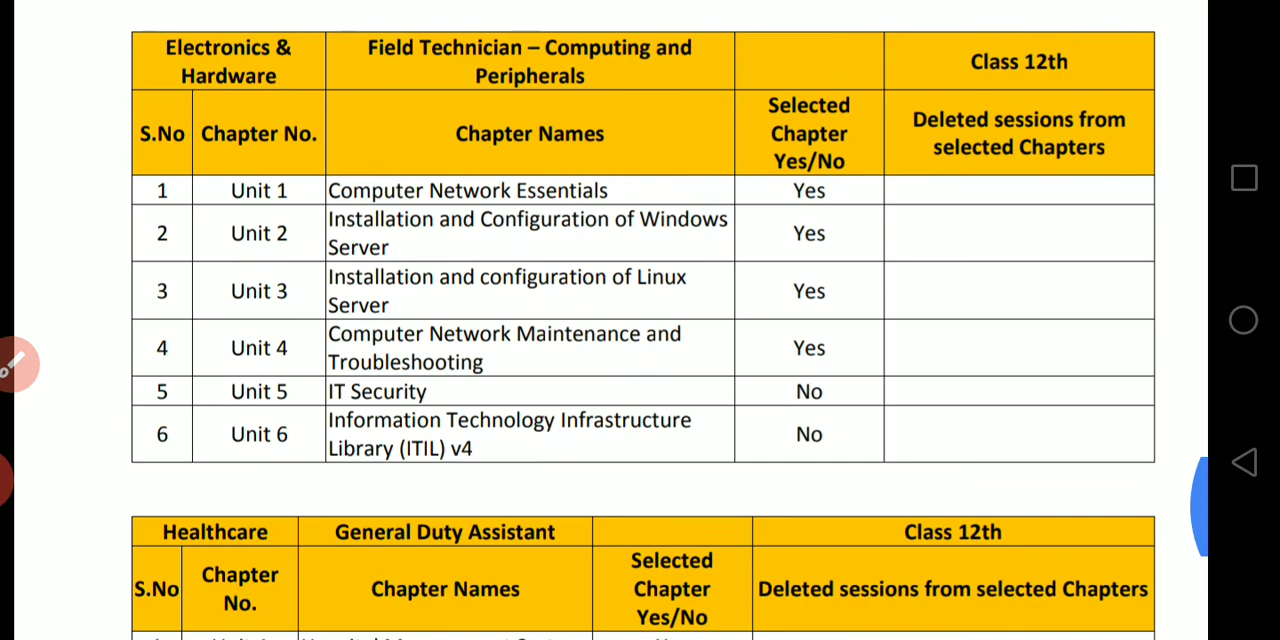 Electronics &
Hardware
Field Technician – Computing and
Peripherals
Class 12th
S.No
Chapter No.
Chapter Names
Selected
Chapter
Yes/No
Deleted sessions from
selected Chapters
1 Unit 1 Computer Network Essentials Yes
2 Unit 2 Installation and Configuration of Windows
Server Yes
3 Unit 3 Installation and configuration of Linux
Server Yes
4 Unit 4 Computer Network Maintenance and
Troubleshooting Yes
5 Unit 5 IT Security No
6 Unit 6 Information Technology Infrastructure
Library (ITIL) v4 No
Healthcare
General Duty Assistant
Class 12th
S.No
Chapter
No.
Chapter Names
Selected
Chapter
Yes/No
Deleted sessions from selected Chapters